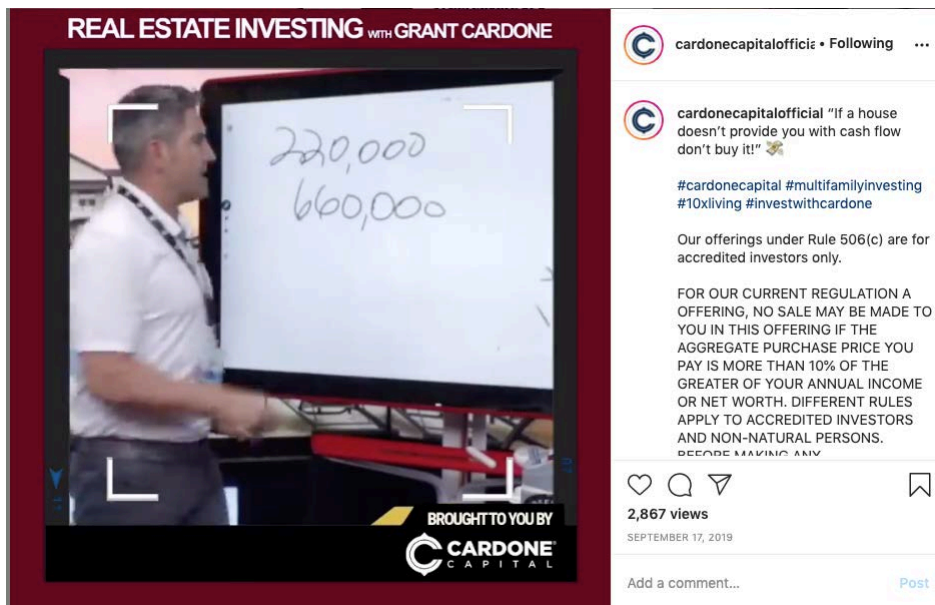 REAL ESTATE INVESTING WITH GRANT CARDONE
220,000
660,000
BROUGHT TO YOU BY
CARDONE
CAPITAL
cardonecapitalofficia • Following
cardonecapitalofficial "If a house
doesn't provide you with cash flow
don't buy it!" 💸
#cardonecapital #multifamilyinvesting
#10xliving #investwithcardone
Our offerings under Rule 506(c) are for
accredited investors only.
FOR OUR CURRENT REGULATION A
OFFERING, NO SALE MAY BE MADE TO
YOU IN THIS OFFERING IF THE
AGGREGATE PURCHASE PRICE YOU
PAY IS MORE THAN 10% OF THE
GREATER OF YOUR ANNUAL INCOME
OR NET WORTH. DIFFERENT RULES
APPLY TO ACCREDITED INVESTORS
AND NON-NATURAL PERSONS.
BEFORE MAKING ANY
2,867 views
SEPTEMBER 17, 2019
Add a comment...
Post